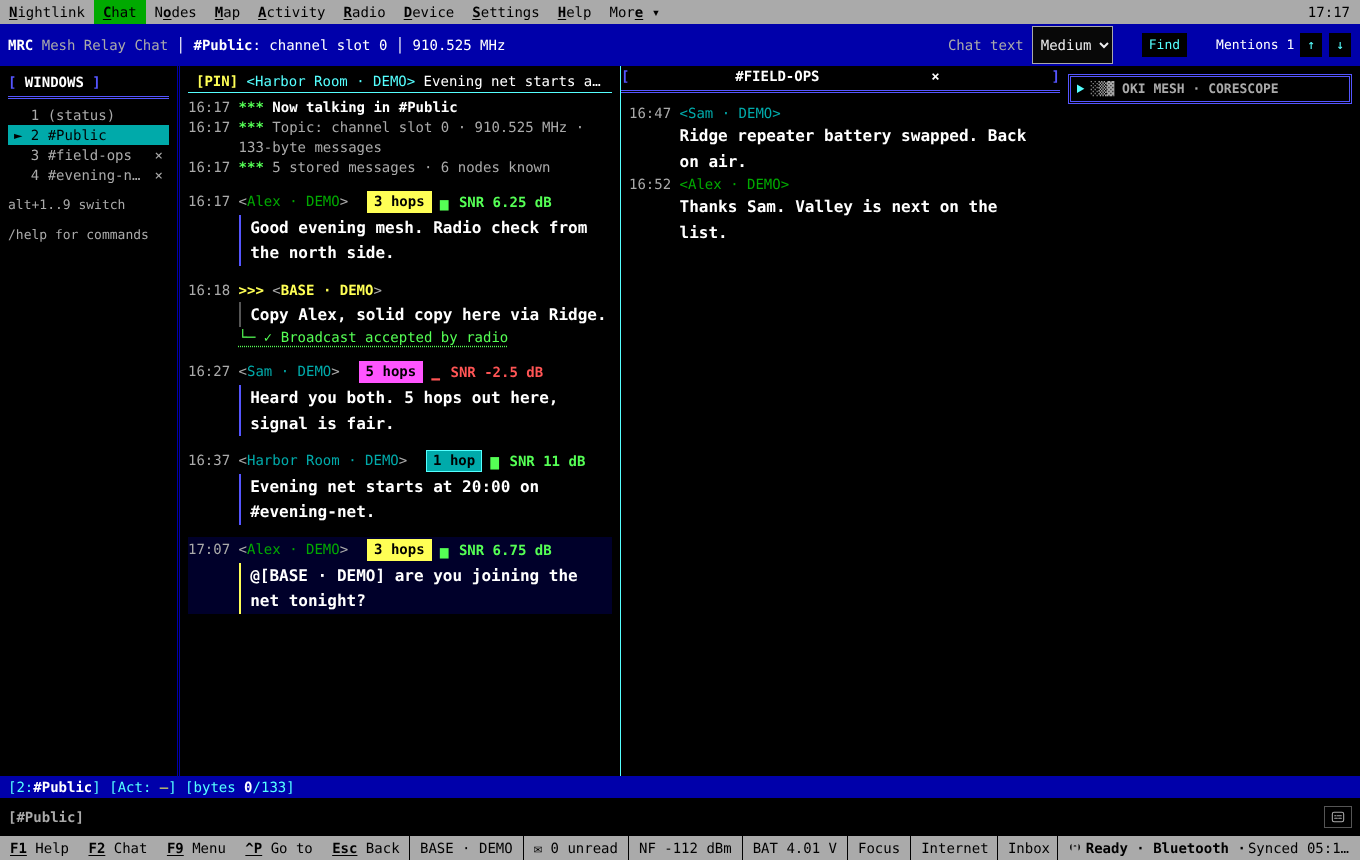 Nightlink Chat Nodes Map Activity Radio Device Settings Help More ▾ 17:17
MRC Mesh Relay Chat │ #Public: channel slot 0 │ 910.525 MHz Chat text Medium Find Mentions 1 ↑ ↓
[ WINDOWS ]
1 (status)
► 2 #Public
3 #field-ops ×
4 #evening-n… ×
alt+1..9 switch
/help for commands
[PIN] <Harbor Room · DEMO> Evening net starts a…
16:17 *** Now talking in #Public
16:17 *** Topic: channel slot 0 · 910.525 MHz ·
133-byte messages
16:17 *** 5 stored messages · 6 nodes known
16:17 <Alex · DEMO> 3 hops SNR 6.25 dB
Good evening mesh. Radio check from
the north side.
16:18 >>> <BASE · DEMO>
Copy Alex, solid copy here via Ridge.
└─ ✓ Broadcast accepted by radio
16:27 <Sam · DEMO> 5 hops SNR -2.5 dB
Heard you both. 5 hops out here,
signal is fair.
16:37 <Harbor Room · DEMO> 1 hop SNR 11 dB
Evening net starts at 20:00 on
#evening-net.
17:07 <Alex · DEMO> 3 hops SNR 6.75 dB
@[BASE · DEMO] are you joining the
net tonight?
[ #FIELD-OPS × ]
16:47 <Sam · DEMO>
Ridge repeater battery swapped. Back
on air.
16:52 <Alex · DEMO>
Thanks Sam. Valley is next on the
list.
► ░▒▓ OKI MESH · CORESCOPE
[2:#Public] [Act: —] [bytes 0/133]
[#Public]
F1 Help F2 Chat F9 Menu ^P Go to Esc Back BASE · DEMO ✉ 0 unread NF -112 dBm BAT 4.01 V Focus Internet Inbox Ready · Bluetooth · Synced 05:1…